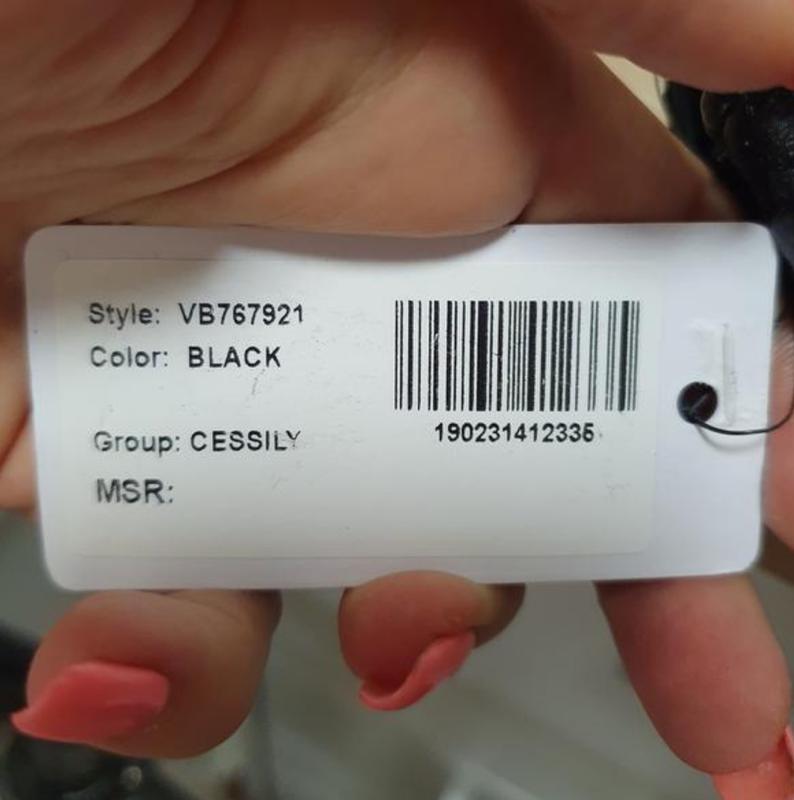 Style: VB767921
Color: BLACK
Group: CESSILY
MSR:
190231412335